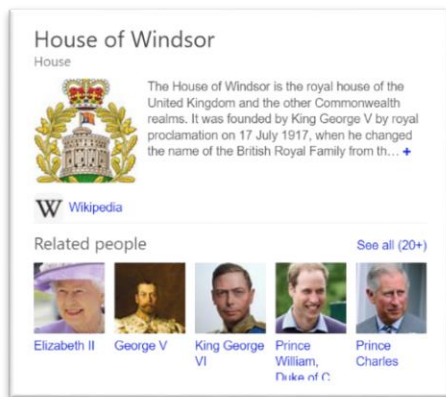 House of Windsor
House
The House of Windsor is the royal house of the
United Kingdom and the other Commonwealth
realms. It was founded by King George V by royal
proclamation on 17 July 1917, when he changed
the name of the British Royal Family from th... +
W Wikipedia
Related people See all (20+)
Elizabeth II George V King George VI Prince William, Duke of C Prince Charles